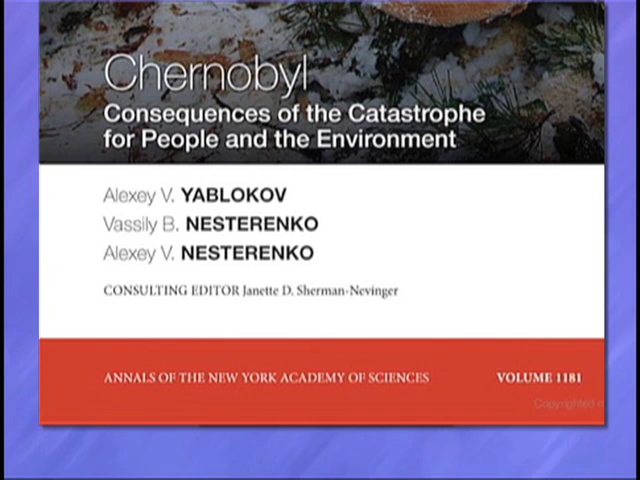 Chernobyl
Consequences of the Catastrophe
for People and the Environment
Alexey V. YABLOKOV
Vassily B. NESTERENKO
Alexey V. NESTERENKO
CONSULTING EDITOR Janette D. Sherman-Nevinger
ANNALS OF THE NEW YORK ACADEMY OF SCIENCES VOLUME 1181
Copyrighted